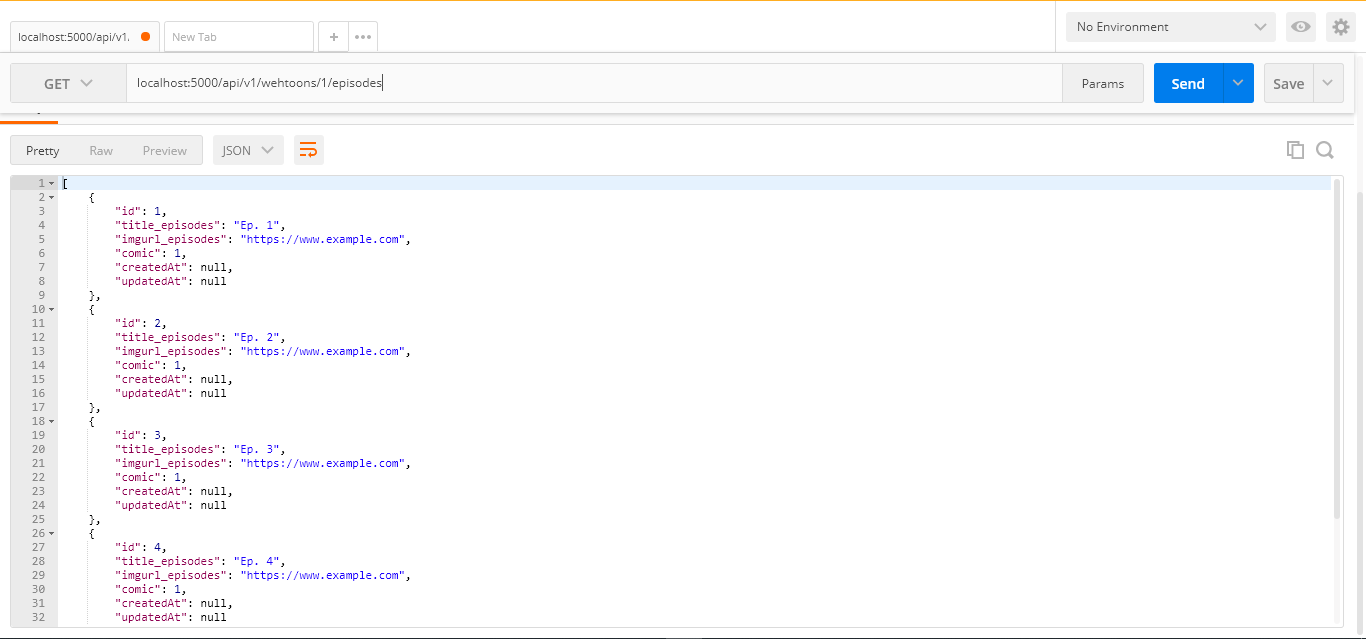 localhost:5000/api/v1.
New Tab
+
•••
No Environment
GET
localhost:5000/api/v1/wehtoons/1/episodes
Params
Send
Save
Pretty
Raw
Preview
JSON
1 [
2 {
3 "id": 1,
4 "title_episodes": "Ep. 1",
5 "imgurl_episodes": "https://www.example.com",
6 "comic": 1,
7 "createdAt": null,
8 "updatedAt": null
9 },
10 {
11 "id": 2,
12 "title_episodes": "Ep. 2",
13 "imgurl_episodes": "https://www.example.com",
14 "comic": 1,
15 "createdAt": null,
16 "updatedAt": null
17 },
18 {
19 "id": 3,
20 "title_episodes": "Ep. 3",
21 "imgurl_episodes": "https://www.example.com",
22 "comic": 1,
23 "createdAt": null,
24 "updatedAt": null
25 },
26 {
27 "id": 4,
28 "title_episodes": "Ep. 4",
29 "imgurl_episodes": "https://www.example.com",
30 "comic": 1,
31 "createdAt": null,
32 "updatedAt": null